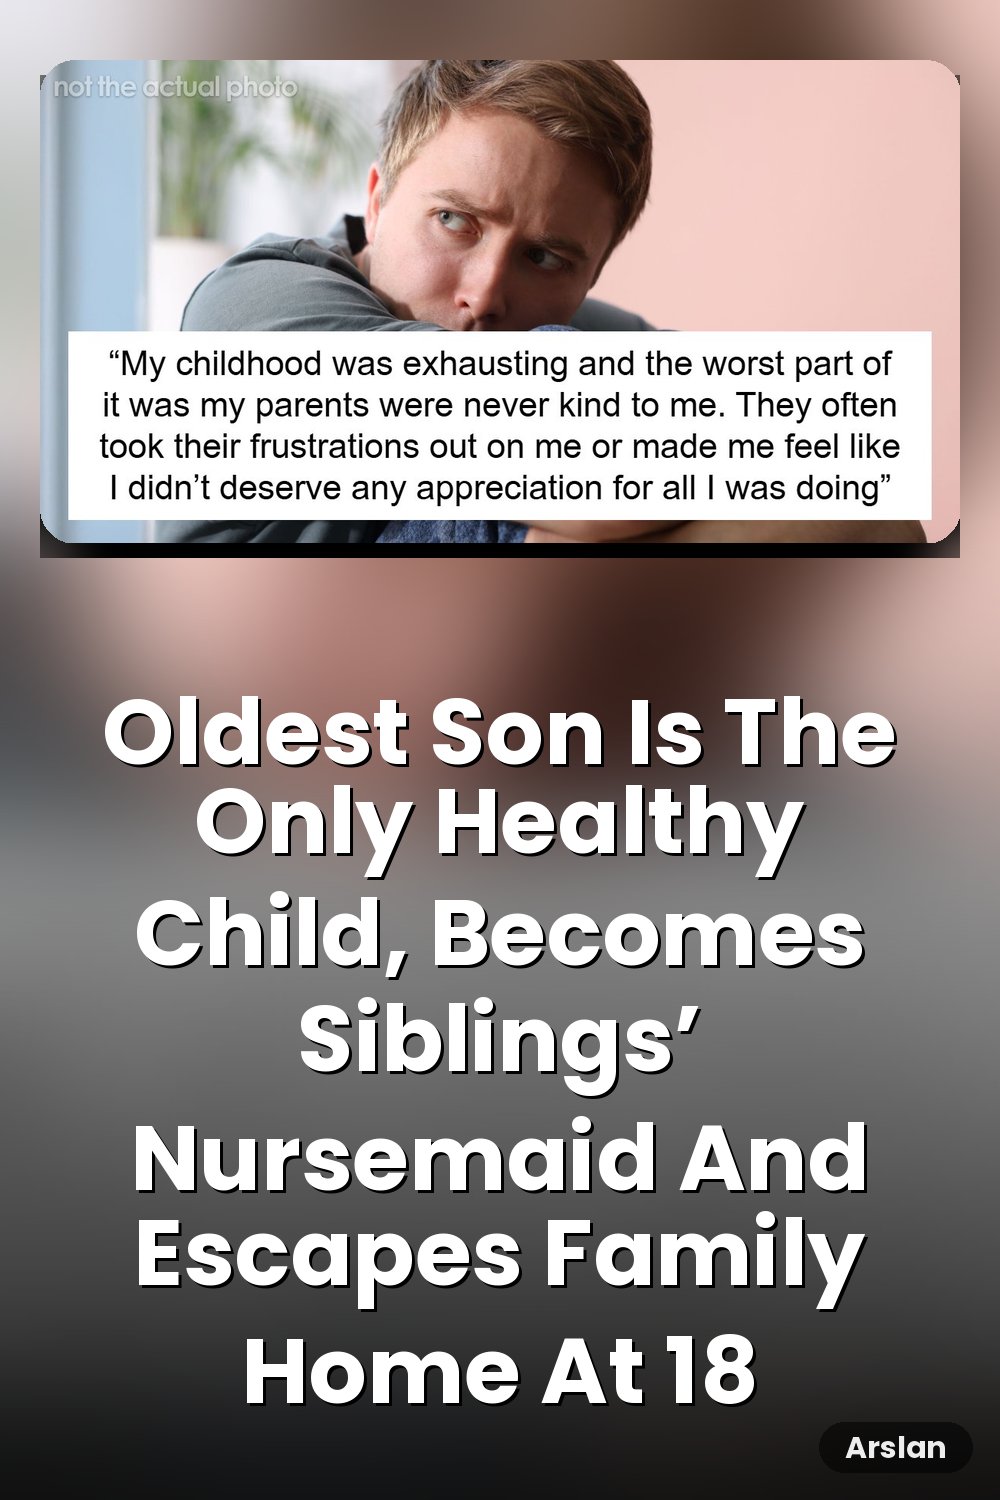 not the actual photo
“My childhood was exhausting and the worst part of
it was my parents were never kind to me. They often
took their frustrations out on me or made me feel like
I didn’t deserve any appreciation for all I was doing”
Oldest Son Is The
Only Healthy
Child, Becomes
Siblings’
Nursemaid And
Escapes Family
Home At 18
Arslan